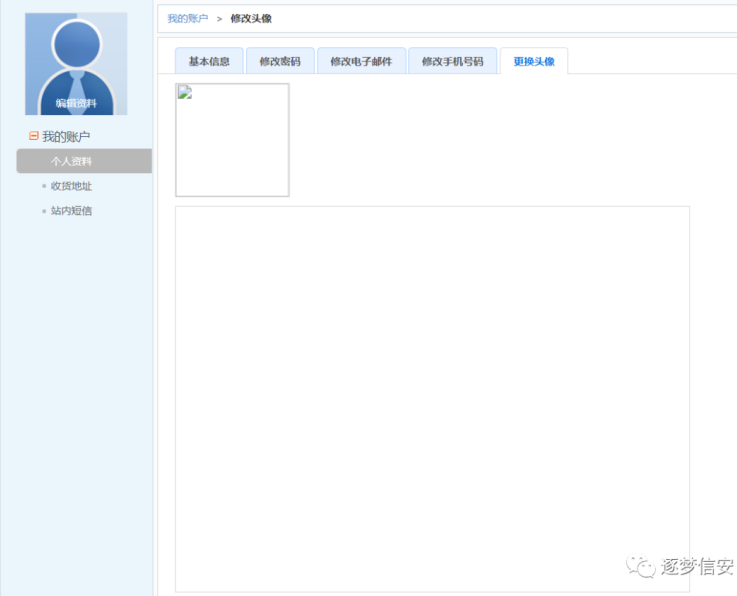 我的账户 > 修改头像
基本信息 修改密码 修改电子邮件 修改手机号码 更换头像
编辑资料
我的账户
个人资料
收货地址
站内短信
逐梦信安